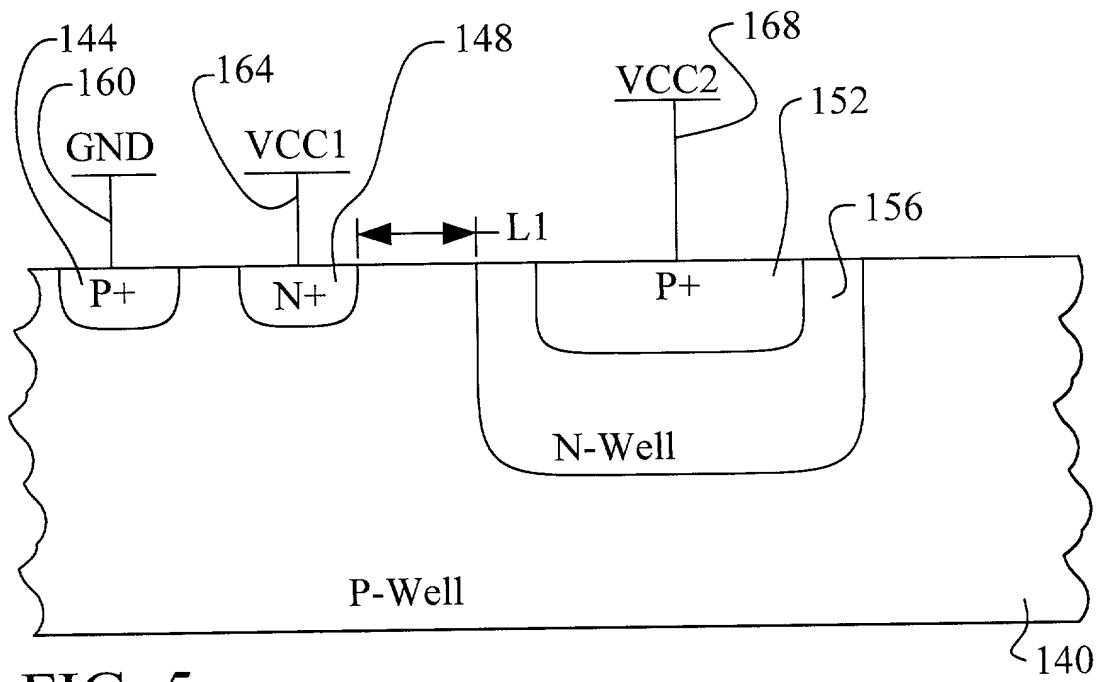 144
160
164
148
168
GND
VCC1
VCC2
152
156
L1
P+
N+
P+
N-Well
P-Well
140